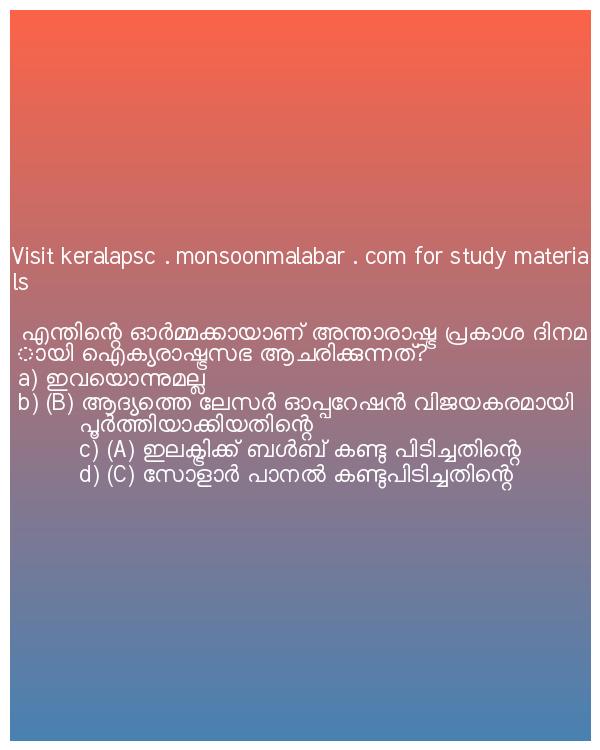 Visit keralapsc . monsoonmalabar . com for study materia
ls
എന്തിന്റെ ഓർമ്മക്കായാണ് അന്താരാഷ്ട്ര പ്രകാശ ദിനമ
ായി ഐക്യരാഷ്ട്രസഭ ആചരിക്കുന്നത്?
a) ഇവയൊന്നുമല്ല
b) (B) ആദ്യത്തെ ലേസർ ഓപ്പറേഷൻ വിജയകരമായി
പൂർത്തിയാക്കിയതിന്റെ
c) (A) ഇലക്ട്രിക്ക് ബൾബ് കണ്ടു പിടിച്ചതിന്റെ
d) (C) സോളാർ പാനൽ കണ്ടുപിടിച്ചതിന്റെ